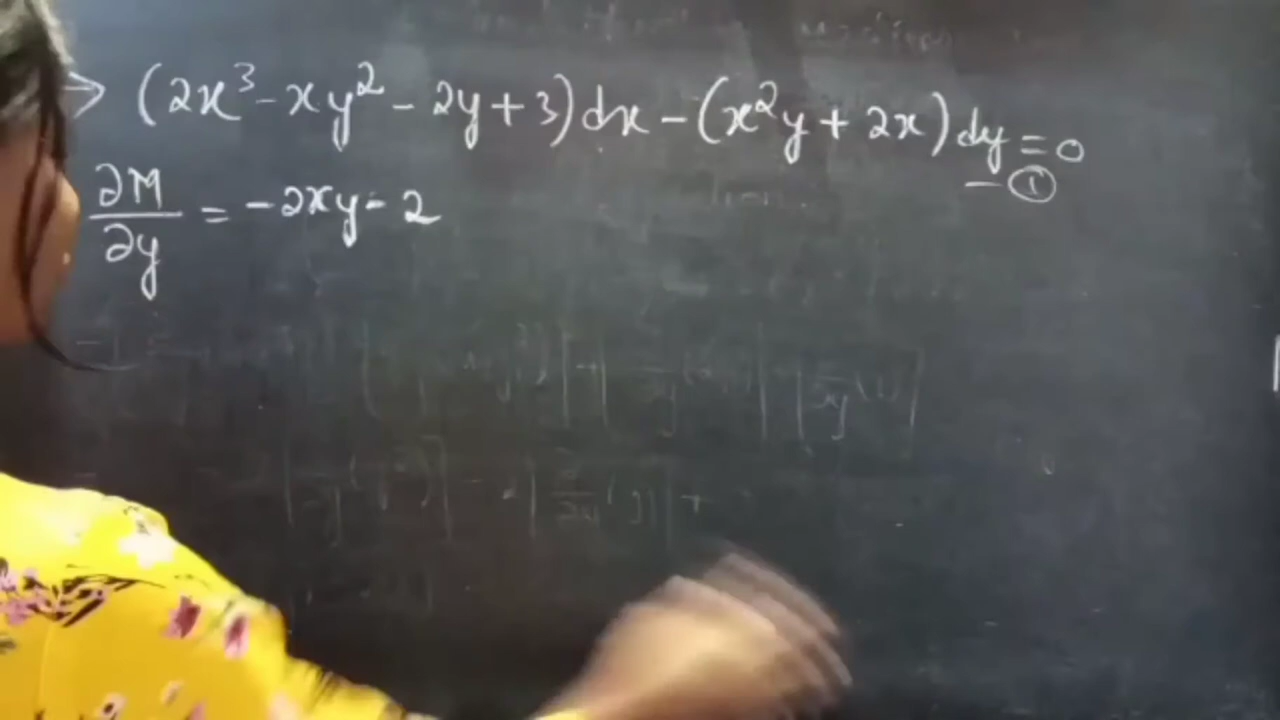 → (2x³ - xy² - 2y + 3)dx - (x²y + 2x)dy = 0
- ①
∂M/∂y = -2xy - 2